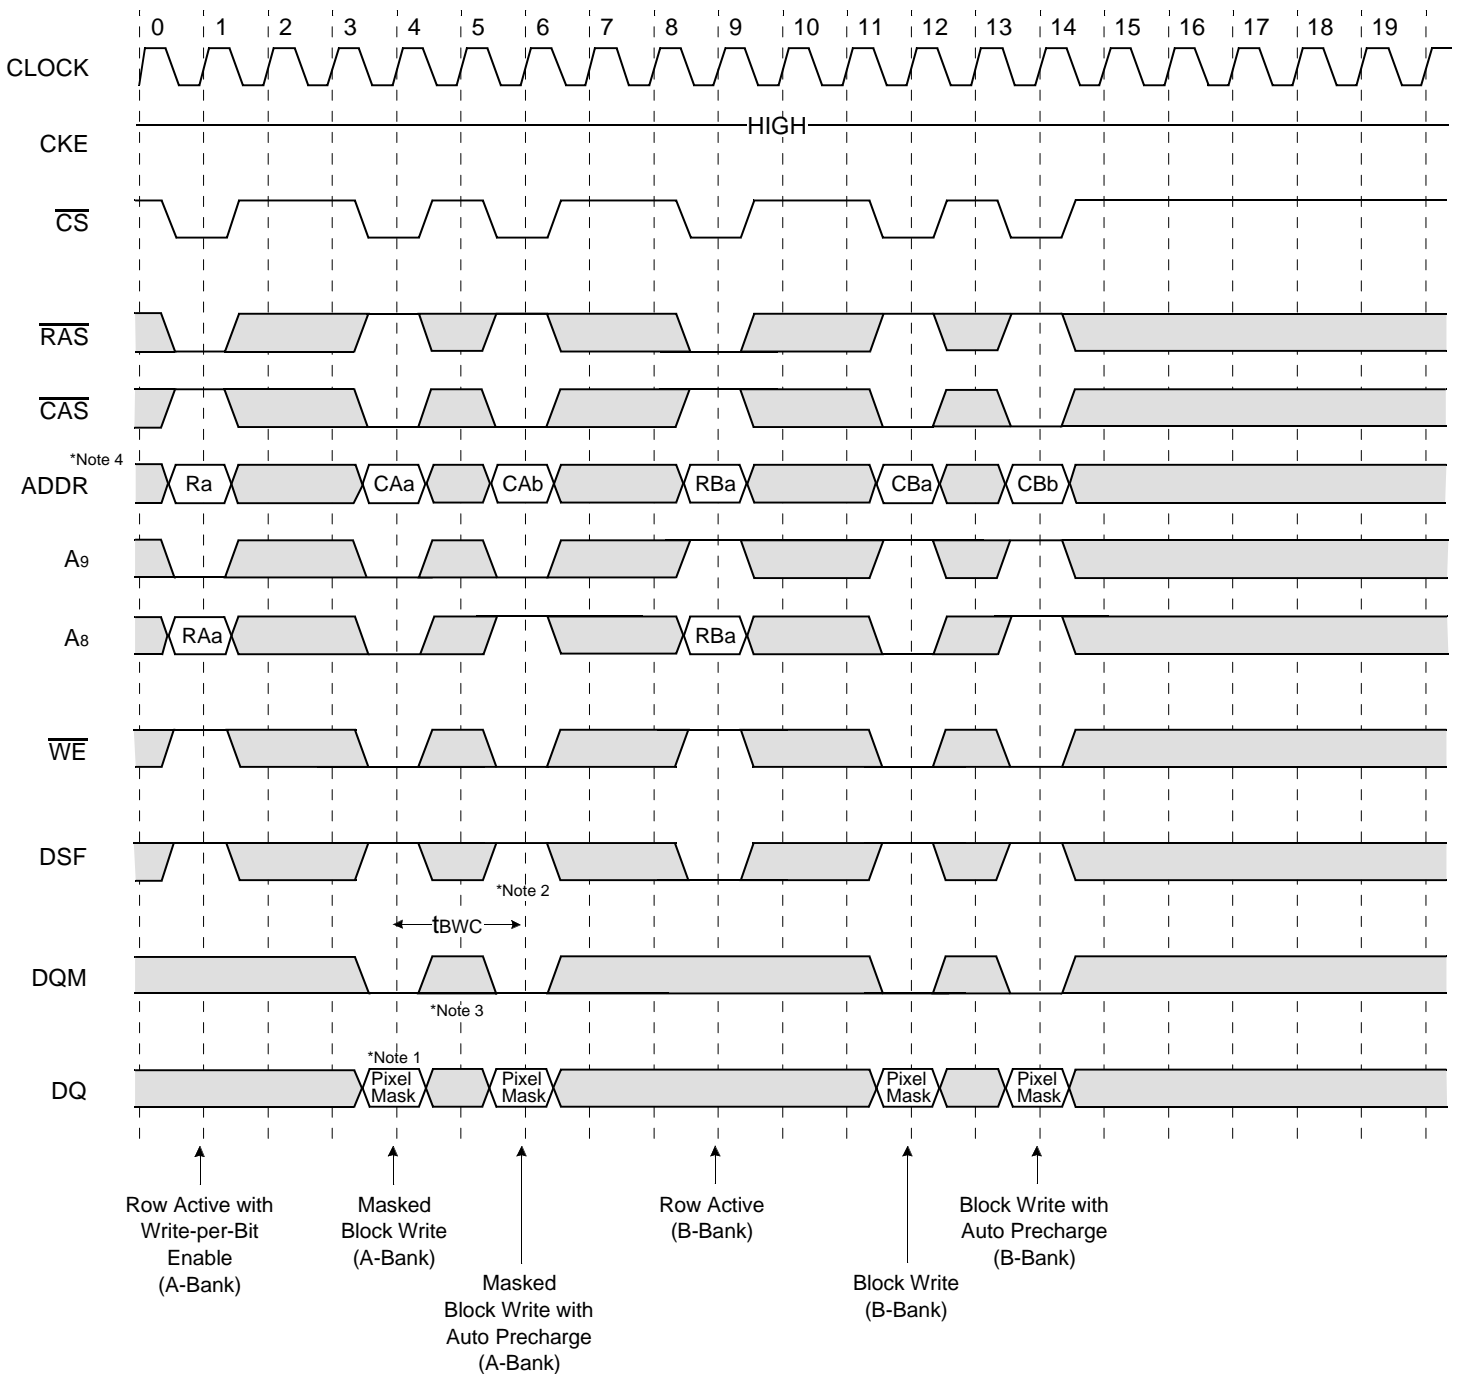 0 1 2 3 4 5 6 7 8 9 10 11 12 13 14 15 16 17 18 19
CLOCK
HIGH
CKE
CS
RAS
CAS
*Note 4
ADDR Ra CAa CAb RBa CBa CBb
A9
A8 RAa RBa
WE
DSF
*Note 2
tBWC
DQM
*Note 3
*Note 1
DQ Pixel Mask Pixel Mask Pixel Mask Pixel Mask
Row Active with
Write-per-Bit
Enable
(A-Bank)
Masked
Block Write
(A-Bank)
Masked
Block Write with
Auto Precharge
(A-Bank)
Row Active
(B-Bank)
Block Write
(B-Bank)
Block Write with
Auto Precharge
(B-Bank)